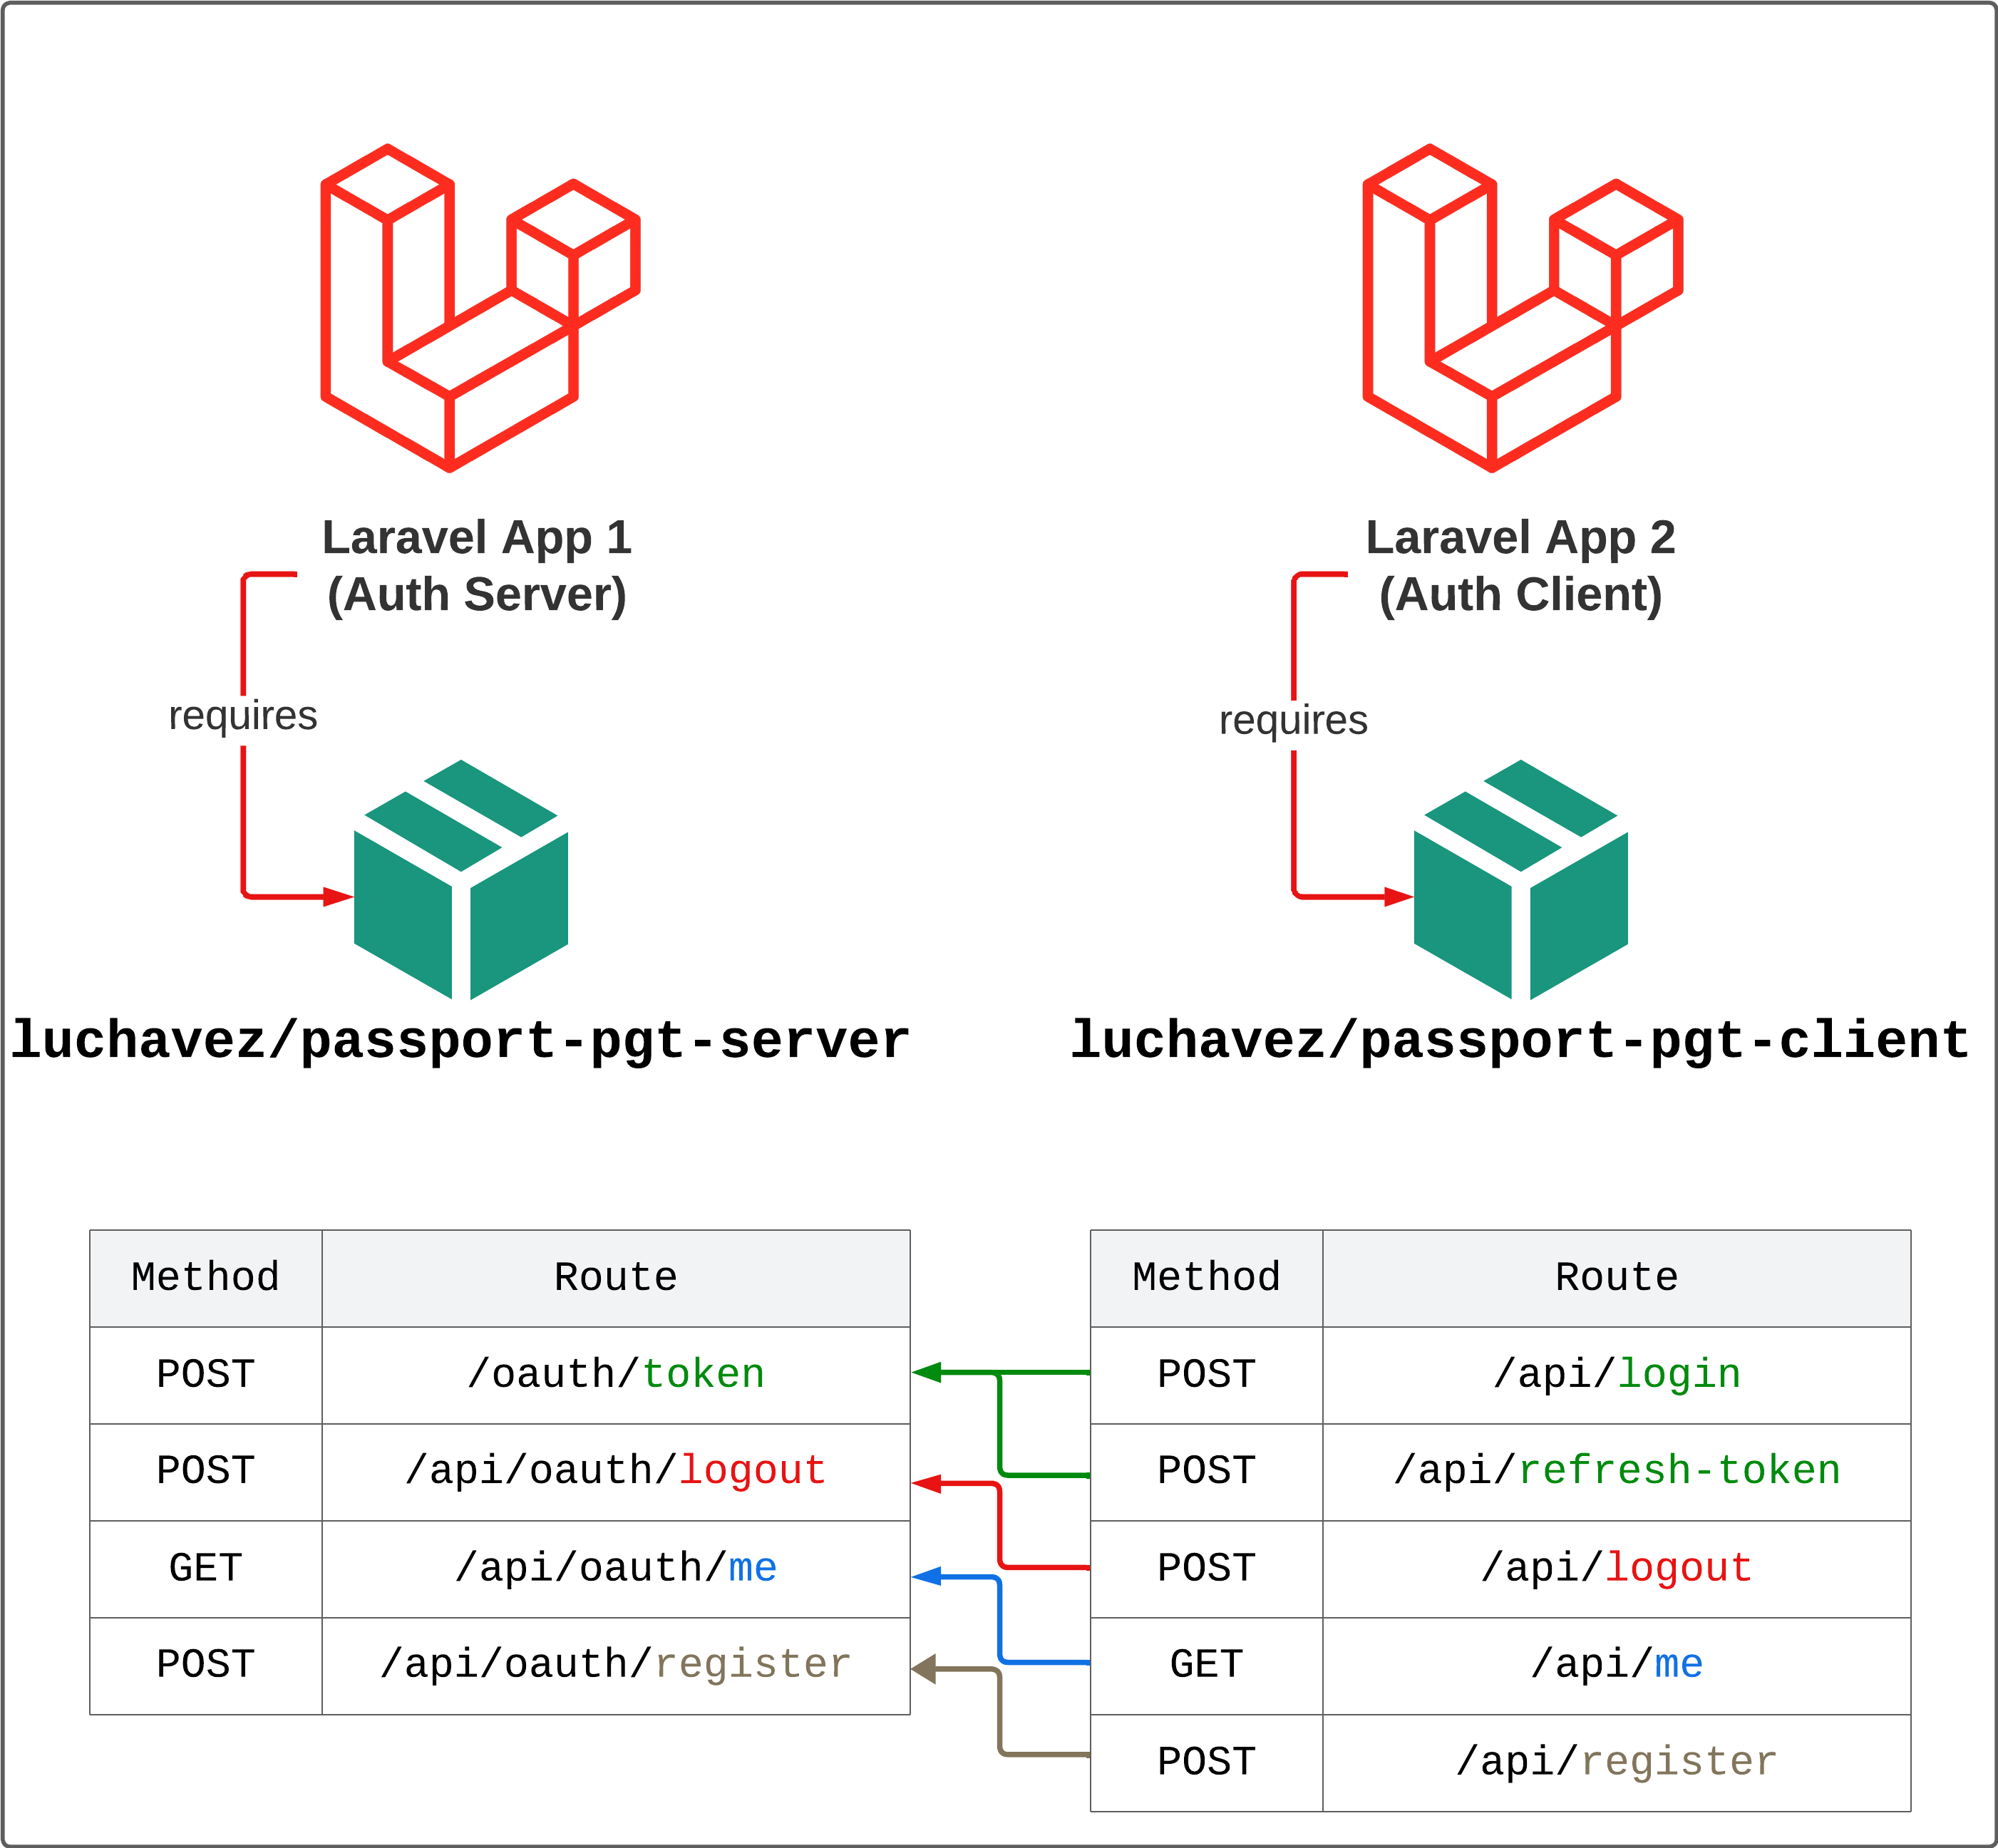 Laravel App 1
(Auth Server)
requires
luchavez/passport-pgt-server
Laravel App 2
(Auth Client)
requires
luchavez/passport-pgt-client
Method Route
POST /oauth/token
POST /api/oauth/logout
GET /api/oauth/me
POST /api/oauth/register
Method Route
POST /api/login
POST /api/refresh-token
POST /api/logout
GET /api/me
POST /api/register